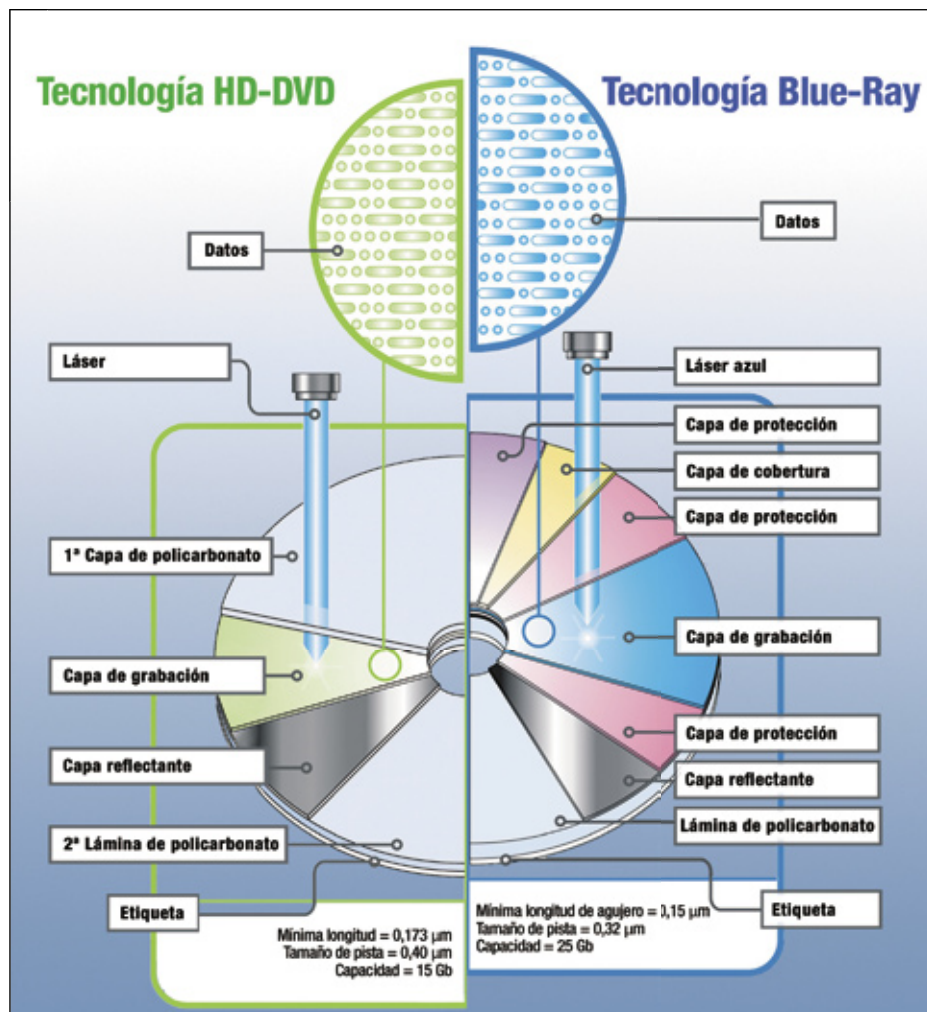 Tecnología HD-DVD
Tecnología Blue-Ray
Datos
Datos
Láser
Láser azul
Capa de protección
Capa de cobertura
Capa de protección
1ª Capa de policarbonato
Capa de grabación
Capa de grabación
Capa de protección
Capa reflectante
Capa reflectante
Lámina de policarbonato
2ª Lámina de policarbonato
Etiqueta
Etiqueta
Mínima longitud = 0,173 µm
Tamaño de pista = 0,40 µm
Capacidad = 15 Gb
Mínima longitud de agujero = 0,15 µm
Tamaño de pista = 0,32 µm
Capacidad = 25 Gb